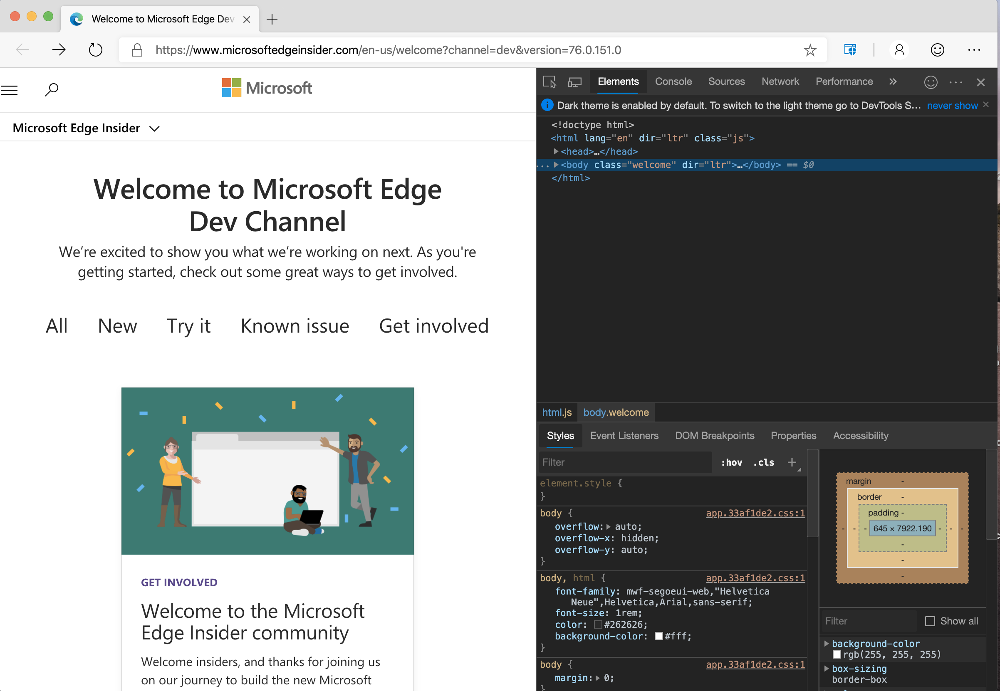 Welcome to Microsoft Edge Dev
https://www.microsoftedgeinsider.com/en-us/welcome?channel=dev&version=76.0.151.0
Microsoft
Microsoft Edge Insider
Welcome to Microsoft Edge
Dev Channel
We’re excited to show you what we’re working on next. As you're
getting started, check out some great ways to get involved.
All New Try it Known issue Get involved
GET INVOLVED
Welcome to the Microsoft
Edge Insider community
Welcome insiders, and thanks for joining us
on our journey to build the new Microsoft
Elements Console Sources Network Performance »
Dark theme is enabled by default. To switch to the light theme go to DevTools S... never show
<!doctype html>
<html lang="en" dir="ltr" class="js">
<head>…</head>
... <body class="welcome" dir="ltr">…</body> == $0
</html>
html.js body.welcome
Styles Event Listeners DOM Breakpoints Properties Accessibility
Filter :hov .cls +
element.style {
}
body { app.33af1de2.css:1
overflow: auto;
overflow-x: hidden;
overflow-y: auto;
}
body, html { app.33af1de2.css:1
font-family: mwf-segoeui-web,"Helvetica
Neue",Helvetica,Arial,sans-serif;
font-size: 1rem;
color: #262626;
background-color: #fff;
}
body { app.33af1de2.css:1
margin: 0;
}
margin -
border -
padding -
- - - 645 × 7922.190 - - -
-
-
-
Filter Show all
background-color
rgb(255, 255, 255)
box-sizing
border-box